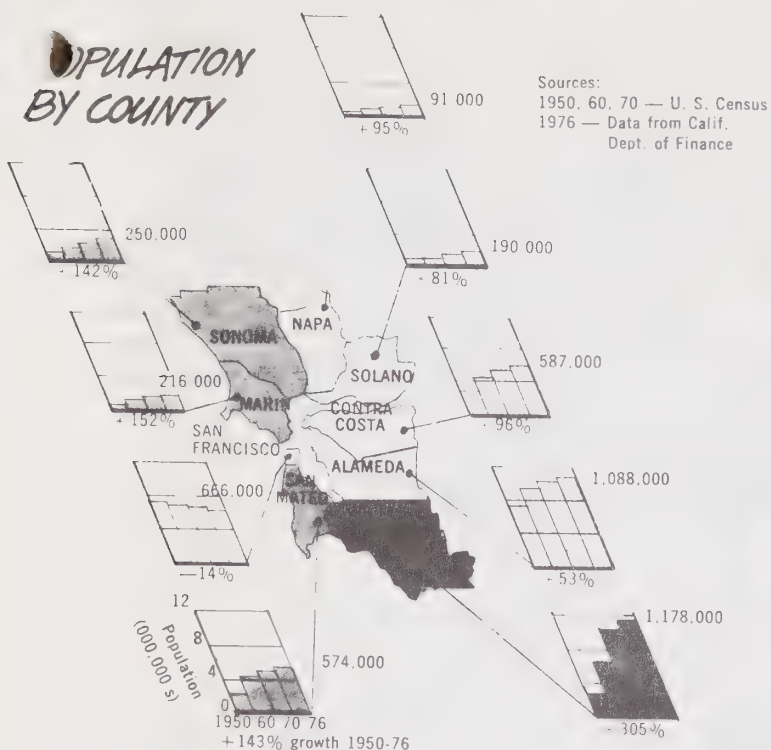 POPULATION
BY COUNTY
Sources:
1950, 60, 70 — U. S. Census
1976 — Data from Calif.
Dept. of Finance
91 000
+ 95%
250.000
- 142%
190 000
- 81%
NAPA
SONOMA
SOLANO
216 000
+ 152%
MARIN
587.000
- 96%
CONTRA
COSTA
SAN
FRANCISCO
ALAMEDA
SAN
MATEO
666.000
—14%
1,088.000
- 53%
12
8
4
0
Population
(000.000 s)
574.000
1950 60 70 76
+143% growth 1950-76
1,178.000
- 305%